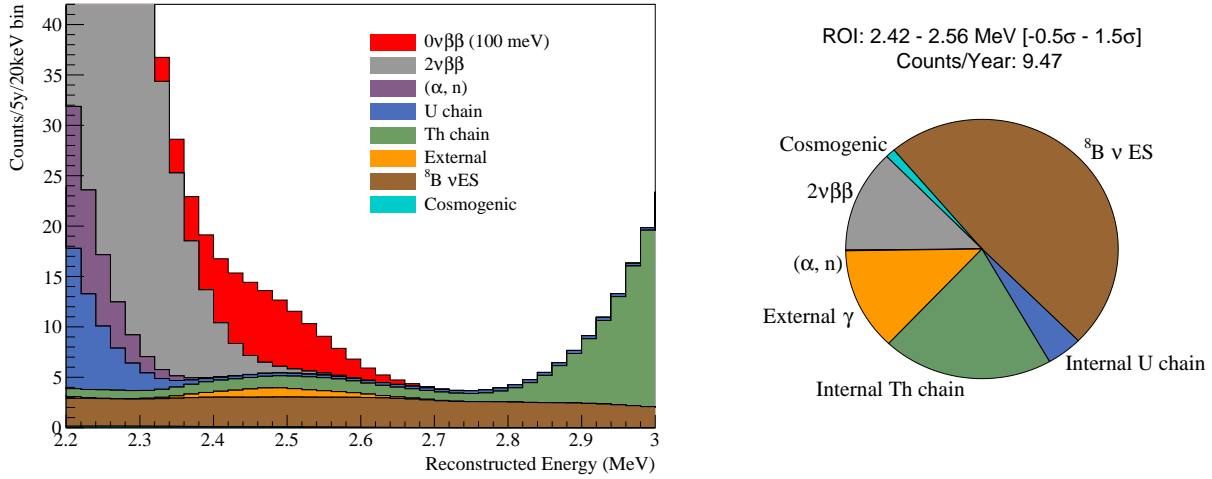 Counts/5y/20keV bin
40
35
30
25
20
15
10
5
0
2.2
2.3
2.4
2.5
2.6
2.7
2.8
2.9
3
Reconstructed Energy (MeV)
0νββ (100 meV)
2νββ
(α, n)
U chain
Th chain
External
⁸B νES
Cosmogenic
ROI: 2.42 - 2.56 MeV [-0.5σ - 1.5σ]
Counts/Year: 9.47
Cosmogenic
⁸B ν ES
2νββ
(α, n)
External γ
Internal Th chain
Internal U chain